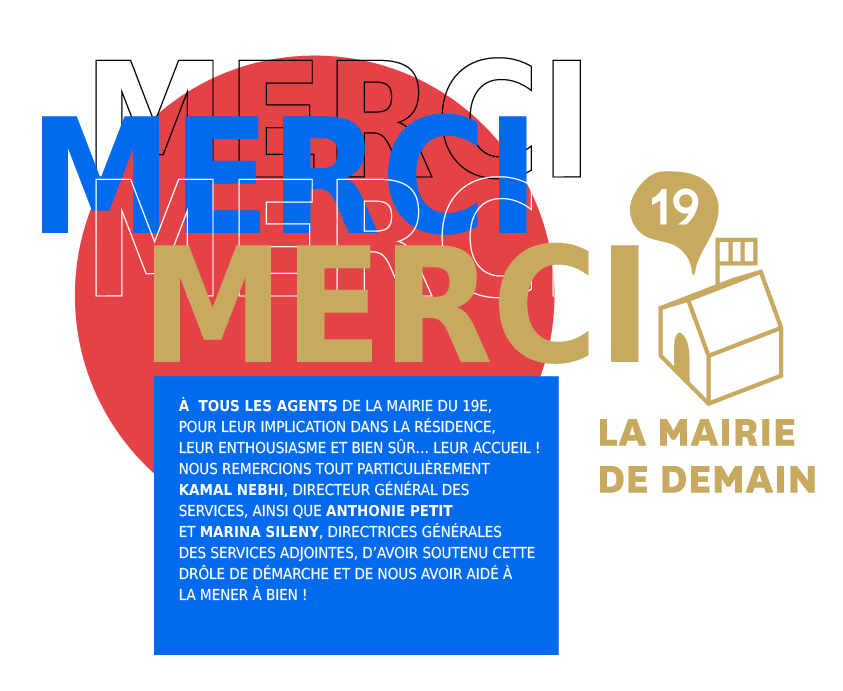 MERCI
MERCI
MERCI
MERCI
19
LA MAIRIE
DE DEMAIN
À TOUS LES AGENTS DE LA MAIRIE DU 19E,
POUR LEUR IMPLICATION DANS LA RÉSIDENCE,
LEUR ENTHOUSIASME ET BIEN SÛR... LEUR ACCUEIL !
NOUS REMERCIONS TOUT PARTICULIÈREMENT
KAMAL NEBHI, DIRECTEUR GÉNÉRAL DES
SERVICES, AINSI QUE ANTHONIE PETIT
ET MARINA SILENY, DIRECTRICES GÉNÉRALES
DES SERVICES ADJOINTES, D'AVOIR SOUTENU CETTE
DRÔLE DE DÉMARCHE ET DE NOUS AVOIR AIDÉ À
LA MENER À BIEN !